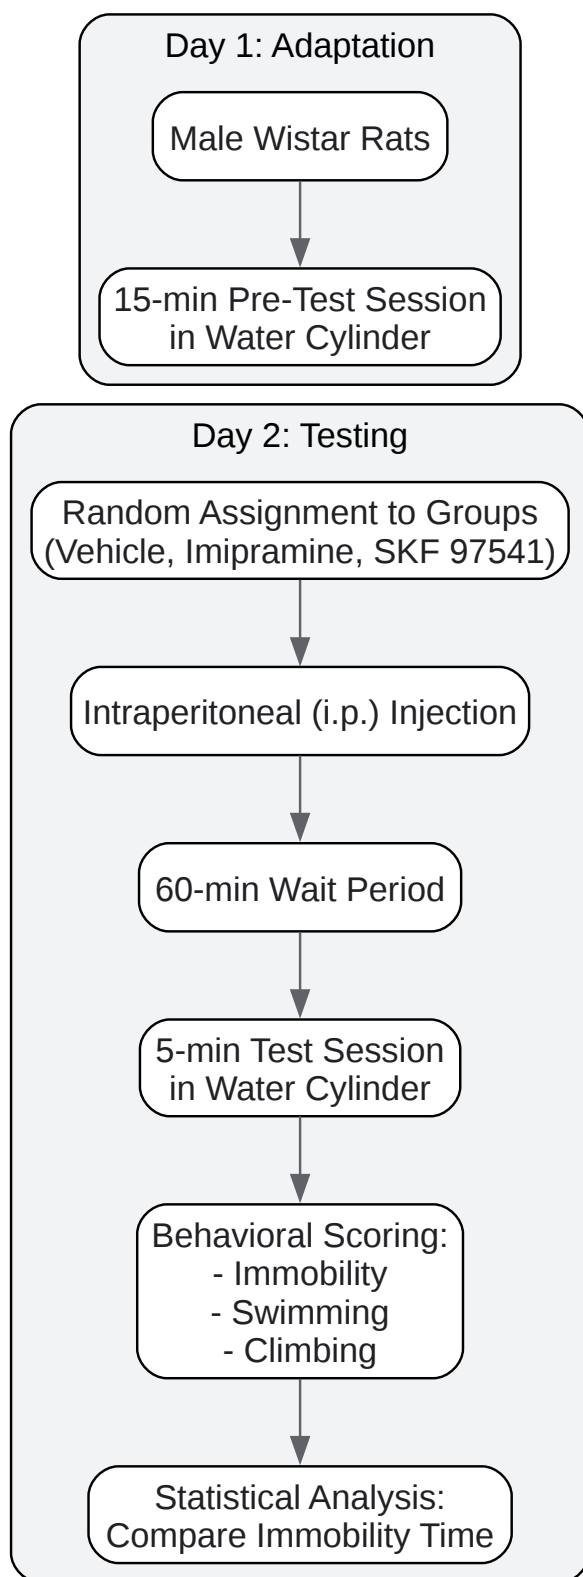 Day 1: Adaptation
Male Wistar Rats
15-min Pre-Test Session
in Water Cylinder
Day 2: Testing
Random Assignment to Groups
(Vehicle, Imipramine, SKF 97541)
Intraperitoneal (i.p.) Injection
60-min Wait Period
5-min Test Session
in Water Cylinder
Behavioral Scoring:
- Immobility
- Swimming
- Climbing
Statistical Analysis:
Compare Immobility Time